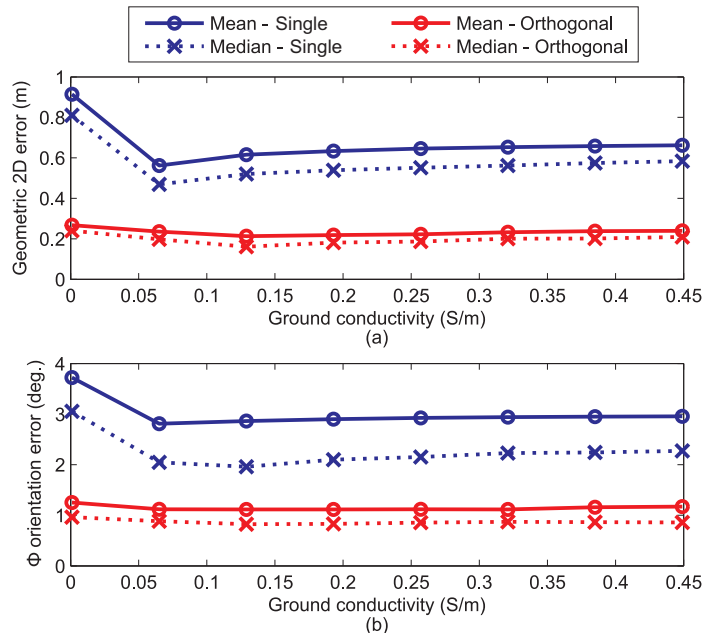 Mean - Single Mean - Orthogonal
Median - Single Median - Orthogonal
1
0.8
0.6
0.4
0.2
0
Geometric 2D error (m)
0 0.05 0.1 0.15 0.2 0.25 0.3 0.35 0.4 0.45
Ground conductivity (S/m)
(a)
4
3
2
1
0
Φ orientation error (deg.)
0 0.05 0.1 0.15 0.2 0.25 0.3 0.35 0.4 0.45
Ground conductivity (S/m)
(b)